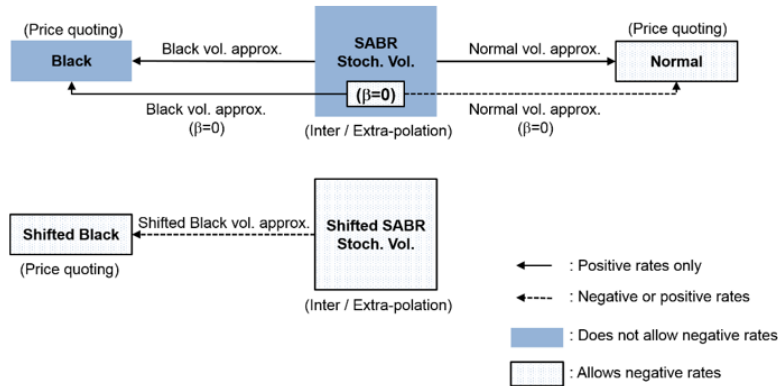 (Price quoting)
Black
Black vol. approx.
SABR
Stoch. Vol.
Normal vol. approx.
(Price quoting)
Normal
(β=0)
Black vol. approx.
(β=0)
Normal vol. approx.
(β=0)
(Inter / Extra-polation)
Shifted Black
(Price quoting)
Shifted Black vol. approx.
Shifted SABR
Stoch. Vol.
(Inter / Extra-polation)
: Positive rates only
: Negative or positive rates
: Does not allow negative rates
: Allows negative rates